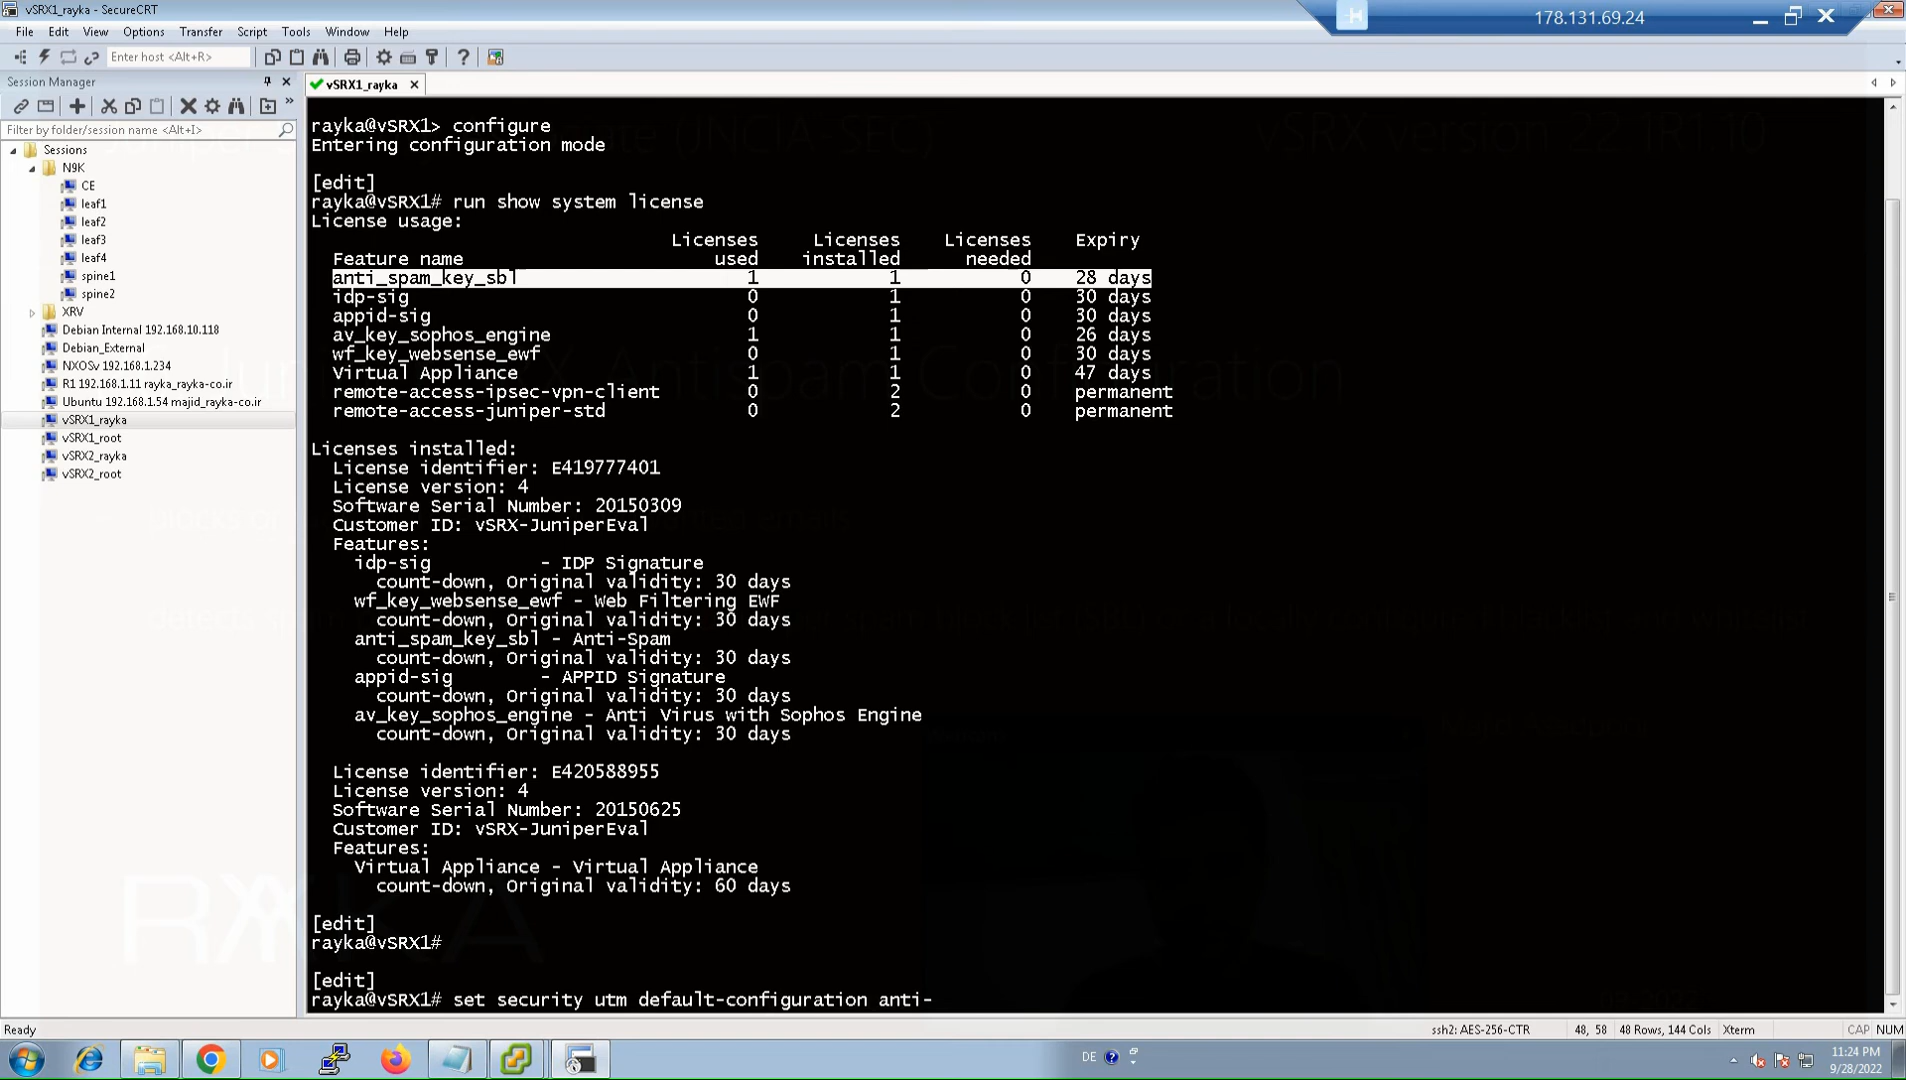 vSRX1_rayka - SecureCRT
178.131.69.24
File Edit View Options Transfer Script Tools Window Help
Enter host <Alt+R>
Session Manager
vSRX1_rayka
Filter by folder/session name <Alt+I>
Sessions
N9K
CE
leaf1
leaf2
leaf3
leaf4
spine1
spine2
XRV
Debian Internal 192.168.10.118
Debian_External
NXOSv 192.168.1.234
R1 192.168.1.11 rayka_rayka-co.ir
Ubuntu 192.168.1.54 majid_rayka-co.ir
vSRX1_rayka
vSRX1_root
vSRX2_rayka
vSRX2_root
rayka@vSRX1> configure
Entering configuration mode
[edit]
rayka@vSRX1# run show system license
License usage:
Licenses Licenses Licenses Expiry
Feature name used installed needed
anti_spam_key_sbl 1 1 0 28 days
idp-sig 0 1 0 30 days
appid-sig 0 1 0 30 days
av_key_sophos_engine 1 1 0 26 days
wf_key_websense_ewf 0 1 0 30 days
Virtual Appliance 1 1 0 47 days
remote-access-ipsec-vpn-client 0 2 0 permanent
remote-access-juniper-std 0 2 0 permanent
Licenses installed:
License identifier: E419777401
License version: 4
Software Serial Number: 20150309
Customer ID: vSRX-JuniperEval
Features:
idp-sig - IDP Signature
count-down, Original validity: 30 days
wf_key_websense_ewf - Web Filtering EWF
count-down, Original validity: 30 days
anti_spam_key_sbl - Anti-Spam
count-down, Original validity: 30 days
appid-sig - APPID Signature
count-down, Original validity: 30 days
av_key_sophos_engine - Anti Virus with Sophos Engine
count-down, Original validity: 30 days
License identifier: E420588955
License version: 4
Software Serial Number: 20150625
Customer ID: vSRX-JuniperEval
Features:
Virtual Appliance - Virtual Appliance
count-down, Original validity: 60 days
[edit]
rayka@vSRX1#
[edit]
rayka@vSRX1# set security utm default-configuration anti-
vSRX version 22.1R1.10
Antispam Configuration
RAYKA
Ready ssh2: AES-256-CTR 48, 58 48 Rows, 144 Cols Xterm CAP NUM
DE
11:24 PM
9/28/2022